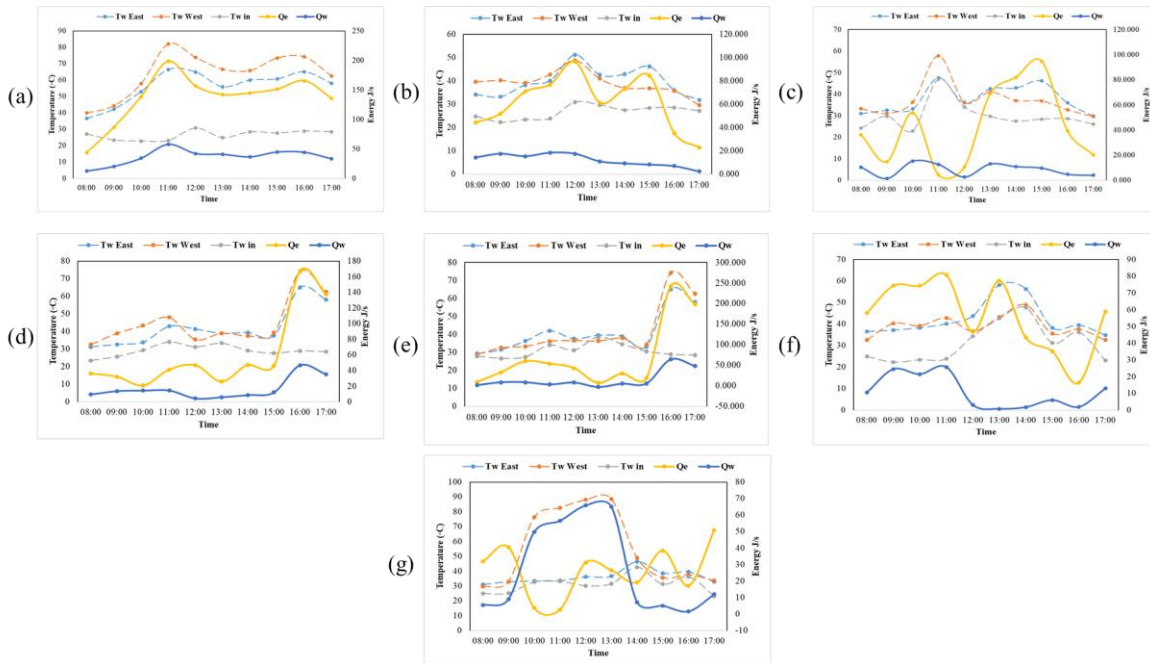 (a)
Tw East Tw West Tw in Qe Qw
Temperature (◦C)
90
80
70
60
50
40
30
20
10
0
250
200
150
100
50
0
Energy J/s
08:00 09:00 10:00 11:00 12:00 13:00 14:00 15:00 16:00 17:00
Time
(b)
Tw East Tw West Tw in Qe Qw
Temperature (◦C)
60
50
40
30
20
10
0
120.000
100.000
80.000
60.000
40.000
20.000
0.000
Energy J/s
08:00 09:00 10:00 11:00 12:00 13:00 14:00 15:00 16:00 17:00
Time
(c)
Tw East Tw West Tw in Qe Qw
Temperature (◦C)
70
60
50
40
30
20
10
0
120.000
100.000
80.000
60.000
40.000
20.000
0.000
Energy J/s
08:00 09:00 10:00 11:00 12:00 13:00 14:00 15:00 16:00 17:00
Time
(d)
Tw East Tw West Tw in Qe Qw
Temperature (◦C)
80
70
60
50
40
30
20
10
0
180
160
140
120
100
80
60
40
20
0
Energy J/s
08:00 09:00 10:00 11:00 12:00 13:00 14:00 15:00 16:00 17:00
Time
(e)
Tw East Tw West Tw in Qe Qw
Temperature (◦C)
80
70
60
50
40
30
20
10
0
300.000
250.000
200.000
150.000
100.000
50.000
0.000
-50.000
Energy J/s
08:00 09:00 10:00 11:00 12:00 13:00 14:00 15:00 16:00 17:00
Time
(f)
Tw East Tw West Tw in Qe Qw
Temperature (◦C)
70
60
50
40
30
20
10
0
90
80
70
60
50
40
30
20
10
0
Energy J/s
08:00 09:00 10:00 11:00 12:00 13:00 14:00 15:00 16:00 17:00
Time
(g)
Tw East Tw West Tw in Qe Qw
Temperature (◦C)
100
90
80
70
60
50
40
30
20
10
0
80
70
60
50
40
30
20
10
0
-10
Energy J/s
08:00 09:00 10:00 11:00 12:00 13:00 14:00 15:00 16:00 17:00
Time